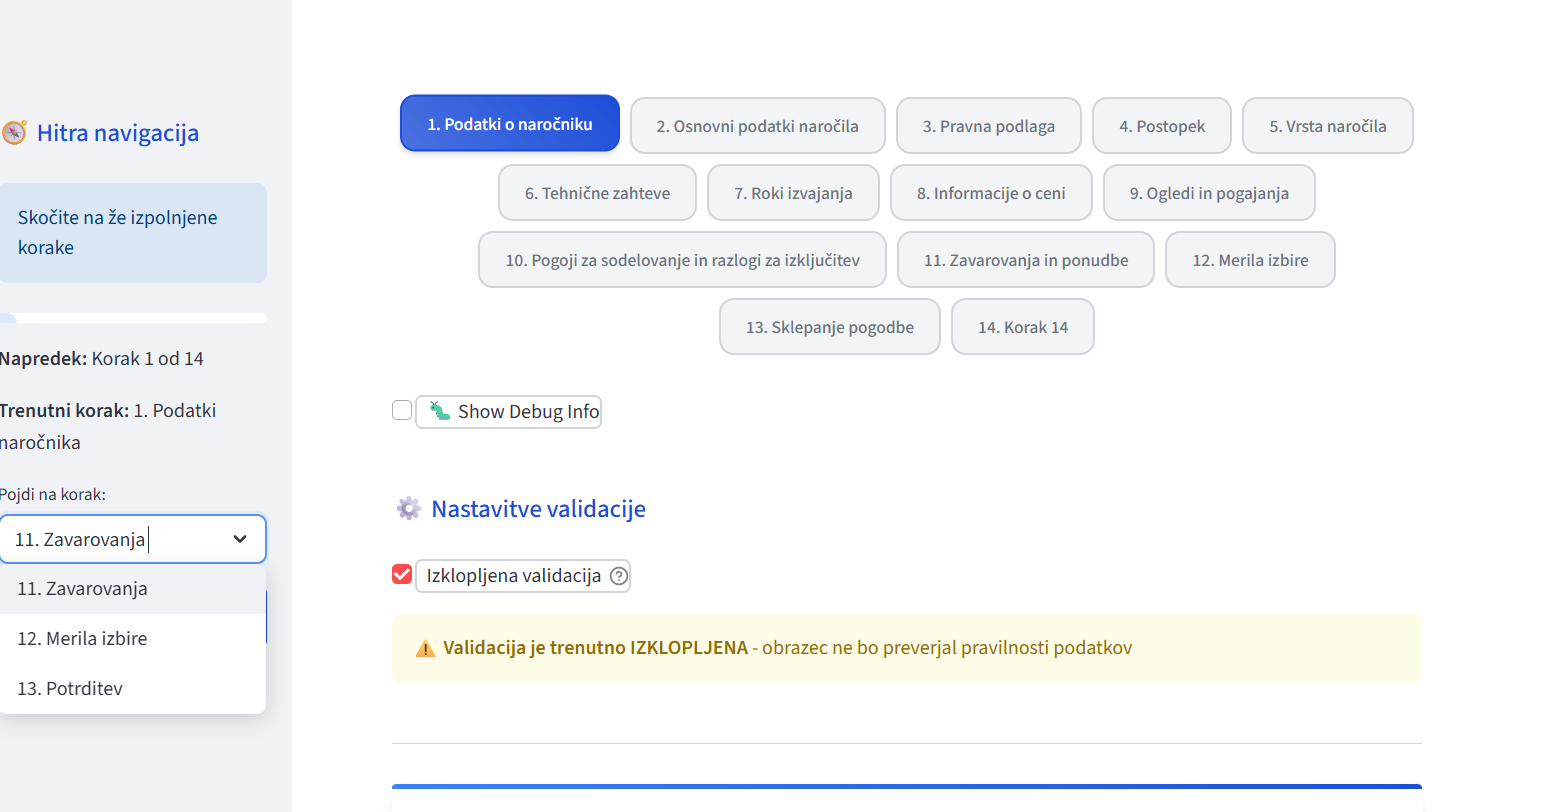 Hitra navigacija
Skočite na že izpolnjene
korake
Napredek: Korak 1 od 14
Trenutni korak: 1. Podatki
naročnika
Pojdi na korak:
11. Zavarovanja
11. Zavarovanja
12. Merila izbire
13. Potrditev
1. Podatki o naročniku
2. Osnovni podatki naročila
3. Pravna podlaga
4. Postopek
5. Vrsta naročila
6. Tehnične zahteve
7. Roki izvajanja
8. Informacije o ceni
9. Ogledi in pogajanja
10. Pogoji za sodelovanje in razlogi za izključitev
11. Zavarovanja in ponudbe
12. Merila izbire
13. Sklepanje pogodbe
14. Korak 14
Show Debug Info
Nastavitve validacije
Izklopljena validacija
Validacija je trenutno IZKLOPLJENA - obrazec ne bo preverjal pravilnosti podatkov